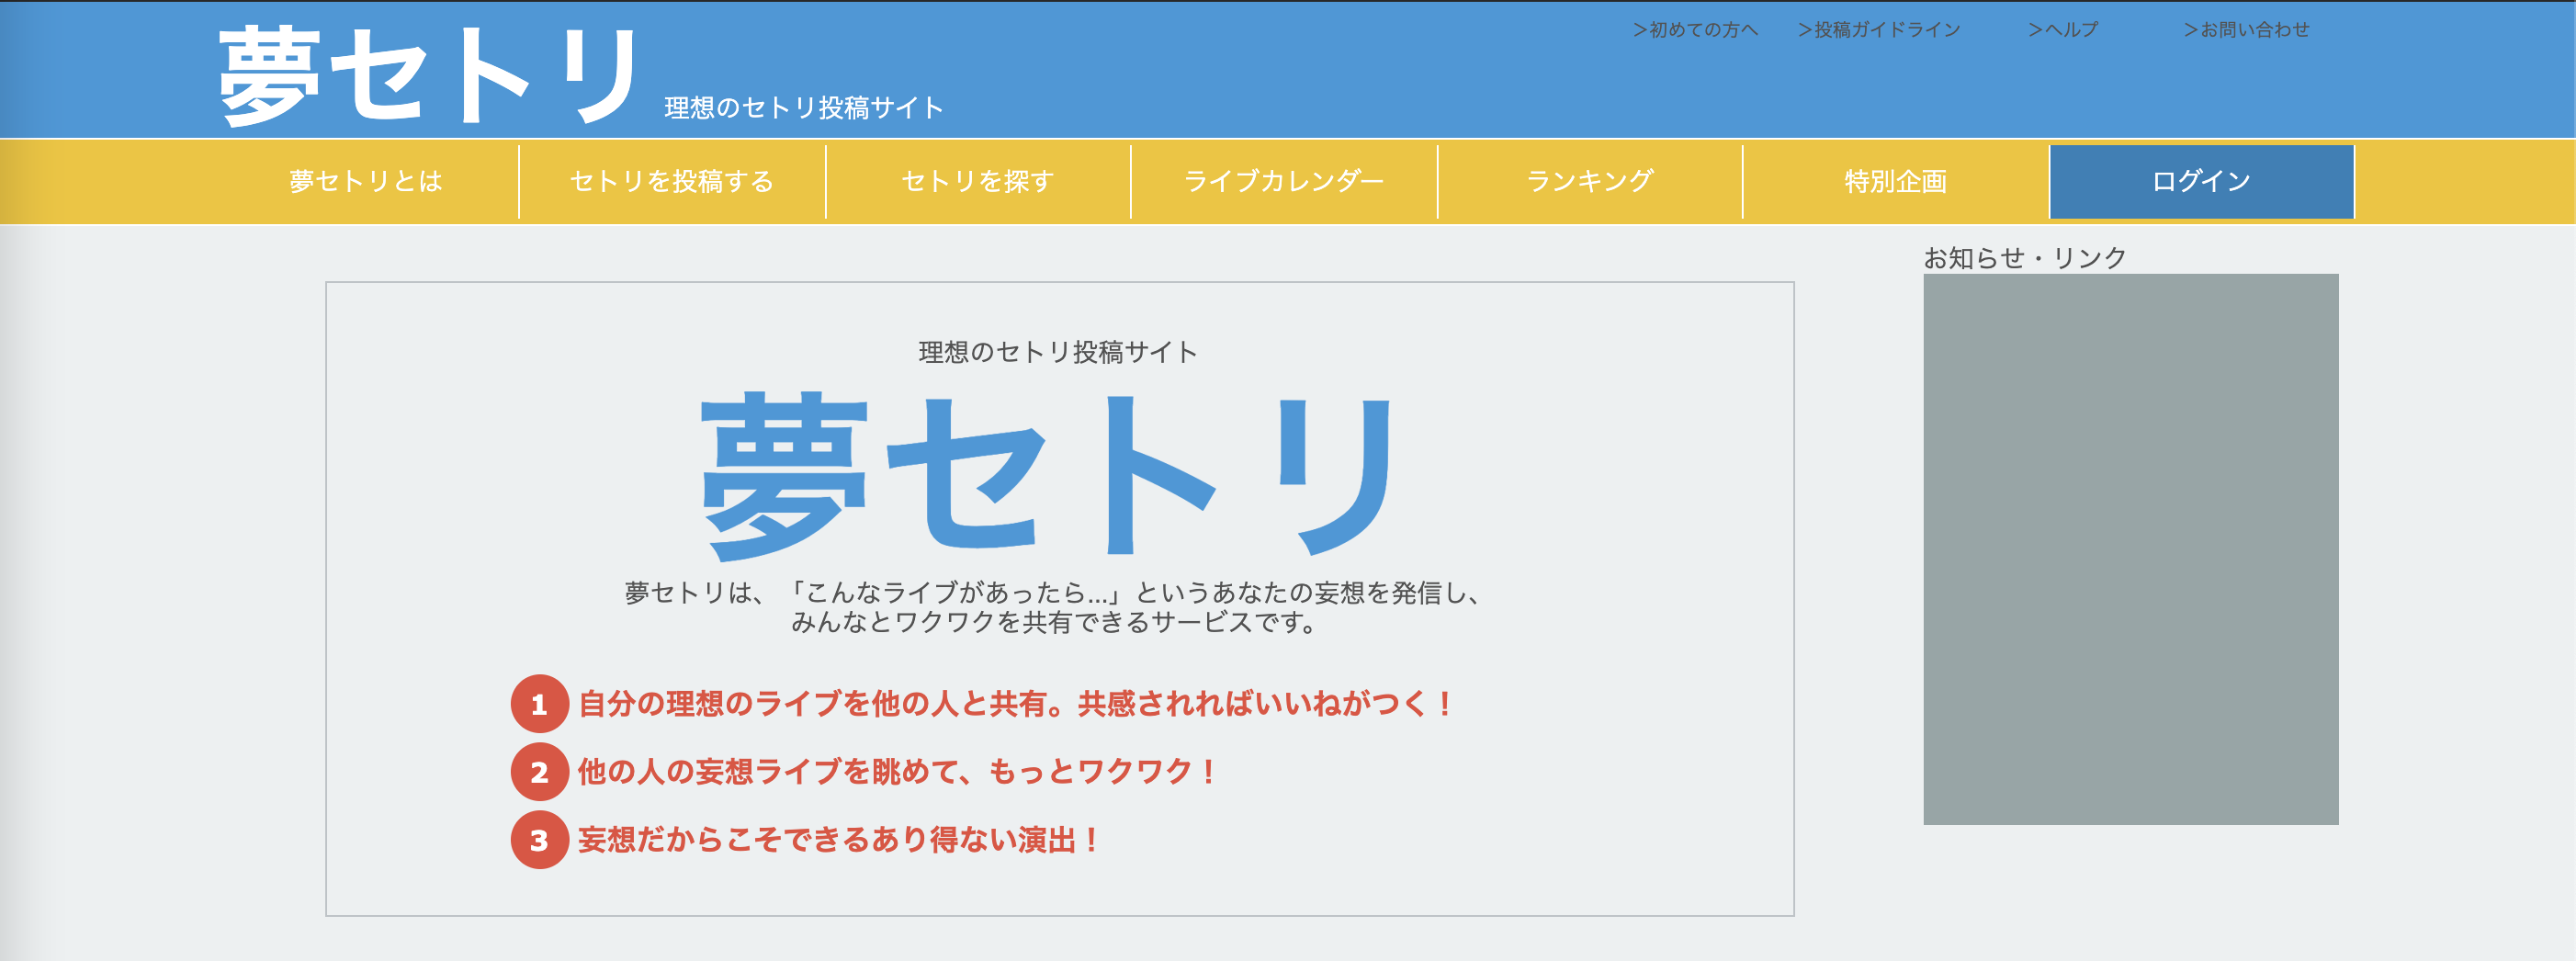 夢セトリ 理想のセトリ投稿サイト
>初めての方へ >投稿ガイドライン >ヘルプ >お問い合わせ
夢セトリとは セトリを投稿する セトリを探す ライブカレンダー ランキング 特別企画 ログイン
理想のセトリ投稿サイト
夢セトリ
夢セトリは、「こんなライブがあったら...」というあなたの妄想を発信し、
みんなとワクワクを共有できるサービスです。
1 自分の理想のライブを他の人と共有。共感されればいいねがつく！
2 他の人の妄想ライブを眺めて、もっとワクワク！
3 妄想だからこそできるあり得ない演出！
お知らせ・リンク